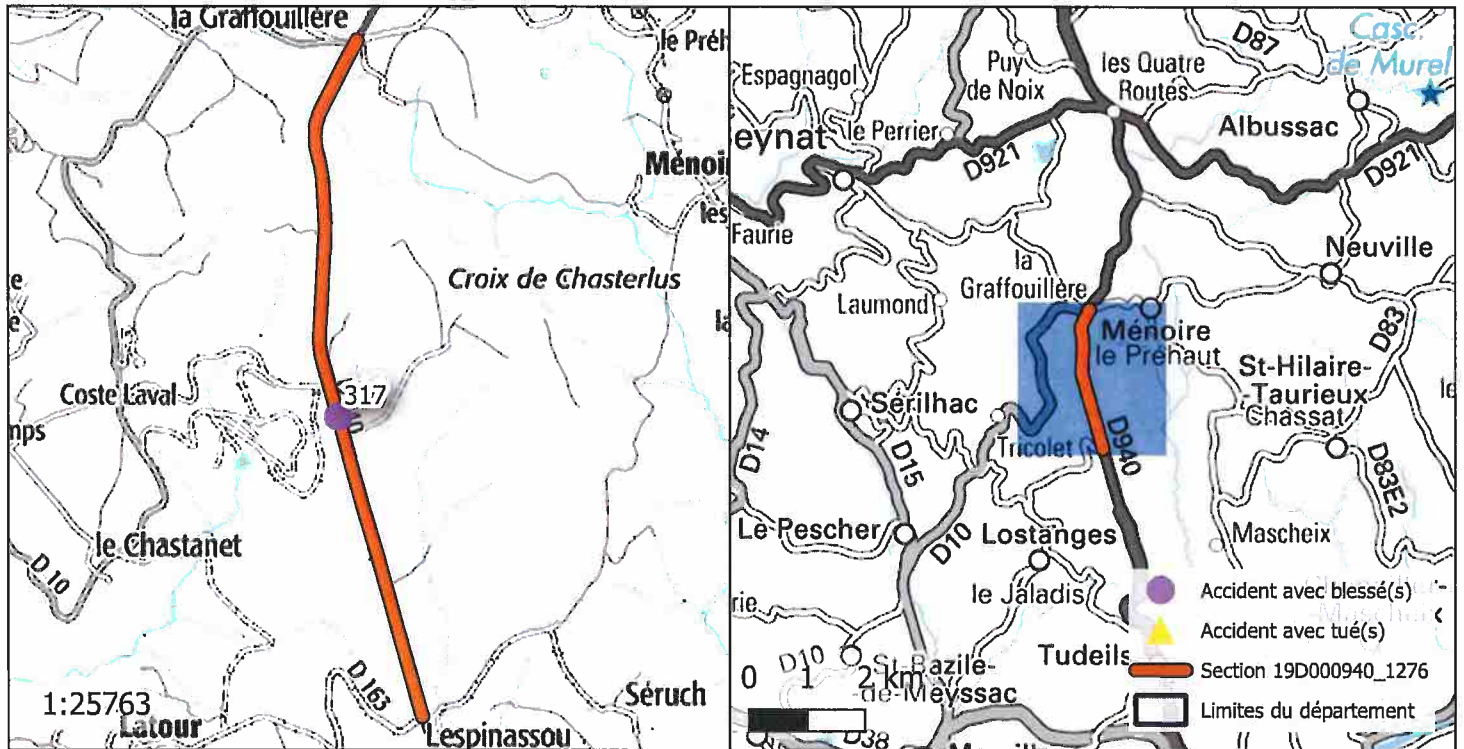 la Graffouillère
Ménoi
les
Croix de Chasterlus
Coste Laval
317
mps
le Chastanet
D 10
1:25763
Latour
D 163
Lespinassou
Séruch
Espagnagol
Puy
de Noix
les Quatre
Routes
D87
Casc.
de Murel
eynat
le Perrier
D921
Albussac
D921
Faurie
la
Graffouillère
Neuville
Laumond
Ménoire
le Préhaut
D83
St-Hilaire-
-Taurieux
Chassat
Sérilhac
D14
D15
Tricolet
D940
D83E2
Le Pescher
D10
Lostanges
Mascheix
le Jaladis
Tudeils
D10
St-Bazile-
-de-Meyssac
0 1 2 km
D38
Accident avec blessé(s)
Accident avec tué(s)
Section 19D000940_1276
Limites du département